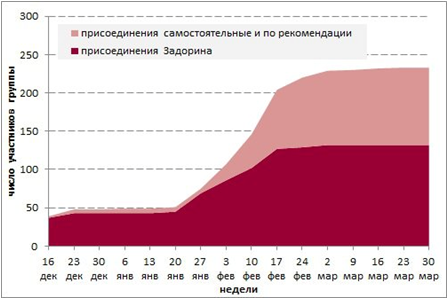 300
присоединения самостоятельные и по рекомендации
присоединения Задорина
250
200
150
100
50
0
число участников группы
16 дек
23 дек
30 дек
6 янв
13 янв
20 янв
27 янв
3 фев
10 фев
17 фев
24 фев
2 мар
9 мар
16 мар
23 мар
30 мар
недели